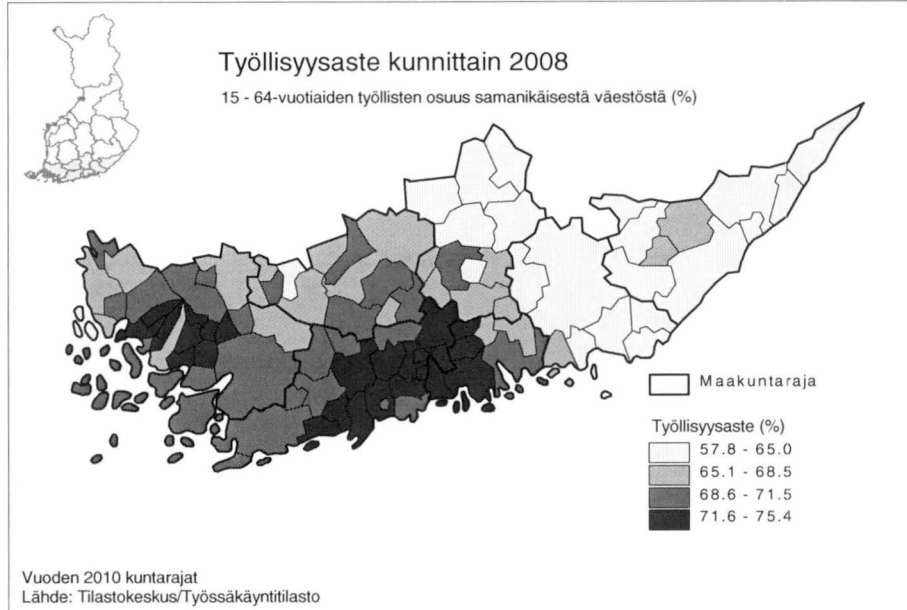 Työllisyysaste kunnittain 2008
15 - 64-vuotiaiden työllisten osuus samanikäisestä väestöstä (%)
Maakuntaraja
Työllisyysaste (%)
57.8 - 65.0
65.1 - 68.5
68.6 - 71.5
71.6 - 75.4
Vuoden 2010 kuntarajat
Lähde: Tilastokeskus/Työssäkäyntitilasto